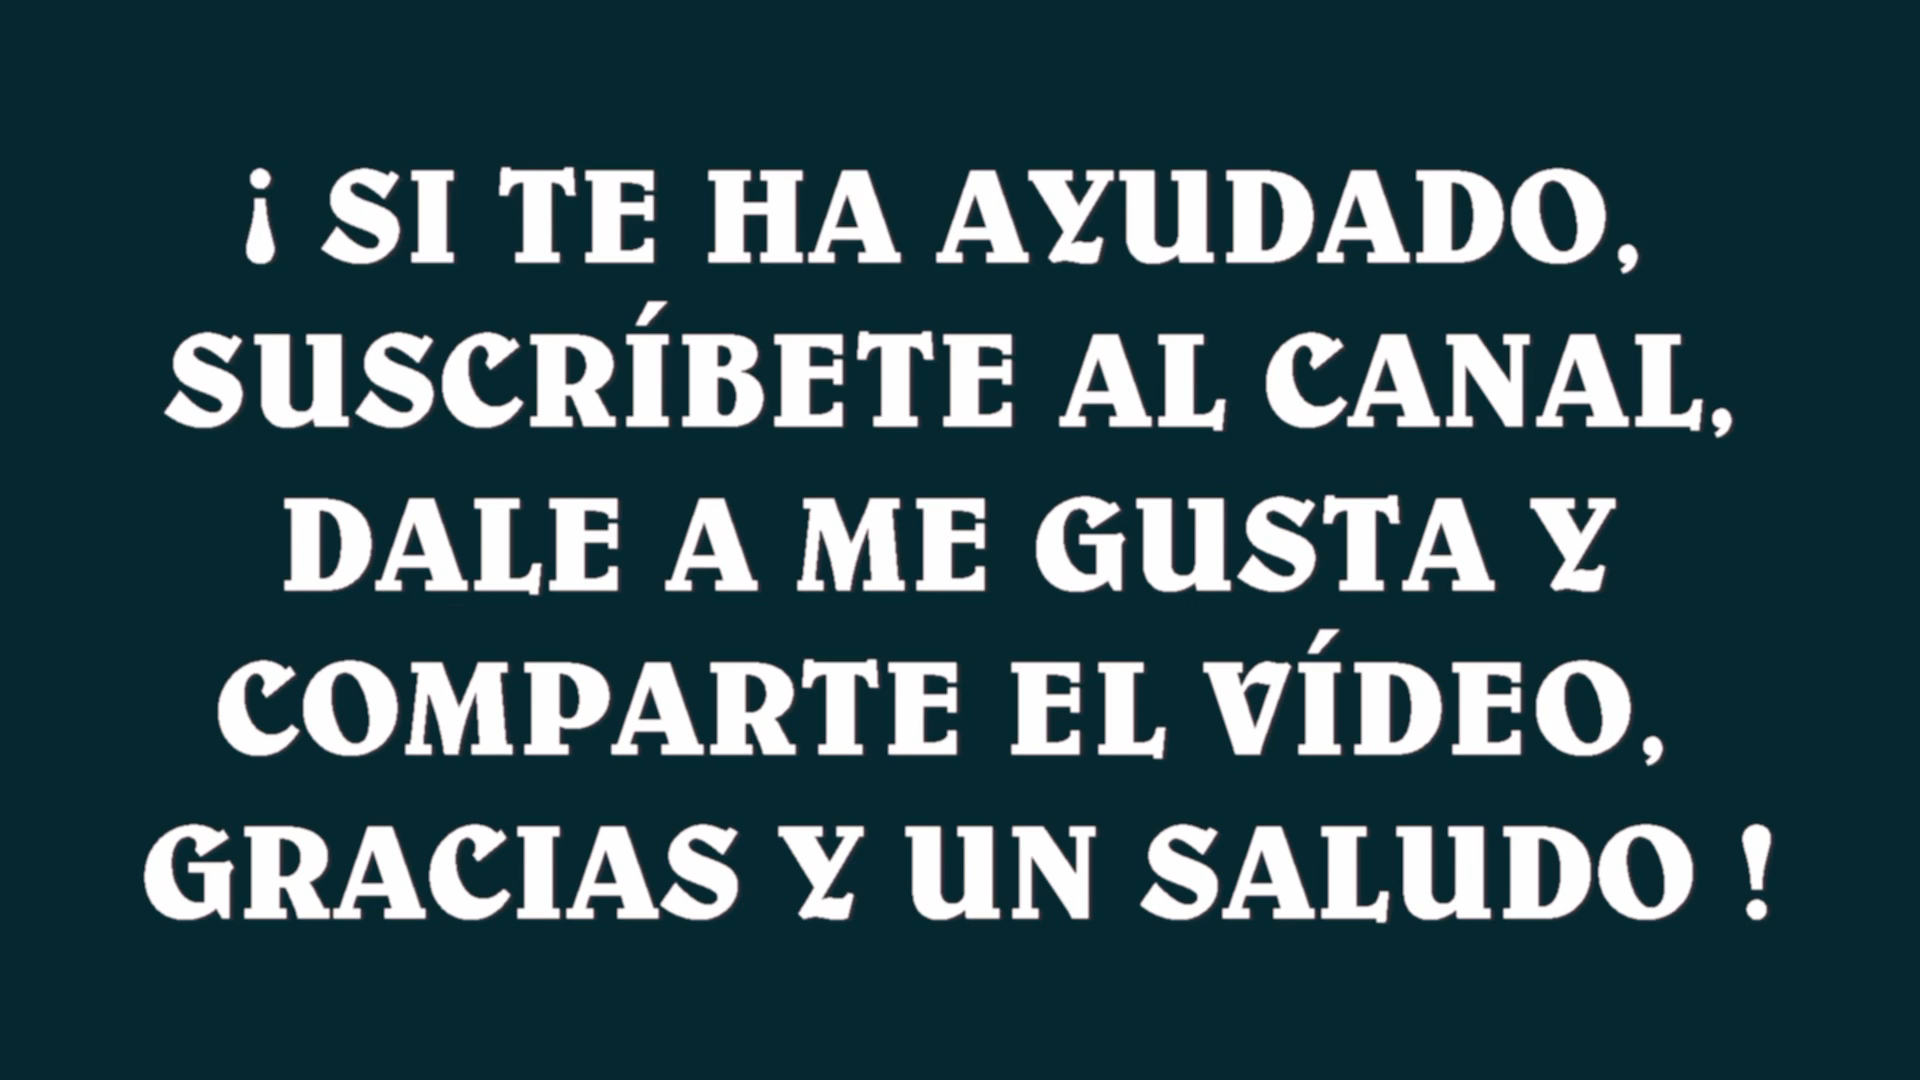 ¡ SI TE HA AYUDADO,
SUSCRÍBETE AL CANAL,
DALE A ME GUSTA Y
COMPARTE EL VÍDEO,
GRACIAS Y UN SALUDO !